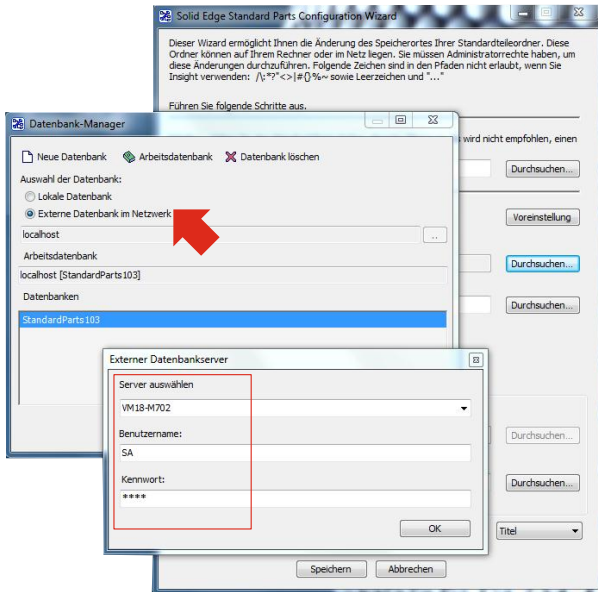 Solid Edge Standard Parts Configuration Wizard
Dieser Wizard ermöglicht Ihnen die Änderung des Speicherortes Ihrer Standardteileordner. Diese
Ordner können auf Ihrem Rechner oder im Netz liegen. Sie müssen Administratorrechte haben, um
diese Änderungen durchzuführen. Folgende Zeichen sind in den Pfaden nicht erlaubt, wenn Sie
Insight verwenden: /\:*?"<>|#{}%~ sowie Leerzeichen und "..."
Führen Sie folgende Schritte aus.
wird nicht empfohlen, einen
Durchsuchen...
Voreinstellung
Durchsuchen...
Durchsuchen...
Durchsuchen...
Durchsuchen...
Titel
Speichern Abbrechen
Datenbank-Manager
Neue Datenbank Arbeitsdatenbank Datenbank löschen
Auswahl der Datenbank:
Lokale Datenbank
Externe Datenbank im Netzwerk
localhost
..
Arbeitsdatenbank
localhost [StandardParts103]
Datenbanken
StandardParts103
Externer Datenbankserver
Server auswählen
VM18-M702
Benutzername:
SA
Kennwort:
****
OK